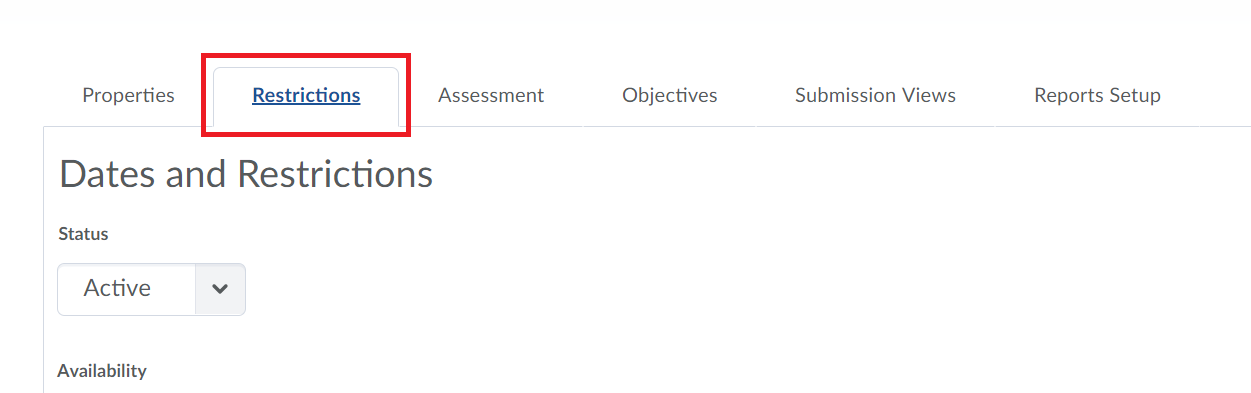 Properties Restrictions Assessment Objectives Submission Views Reports Setup
Dates and Restrictions
Status
Active
Availability